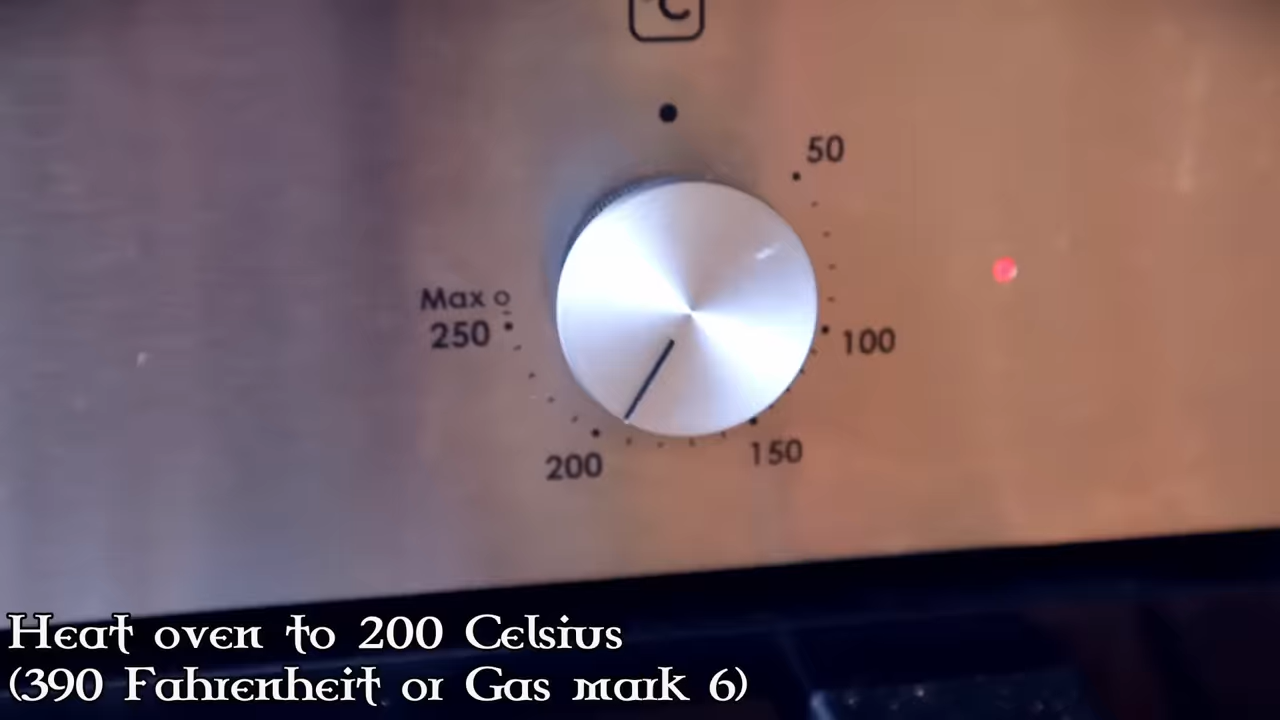 °C
50
Max
250
100
200
150
Heat oven to 200 Celsius
(390 Fahrenheit or Gas mark 6)